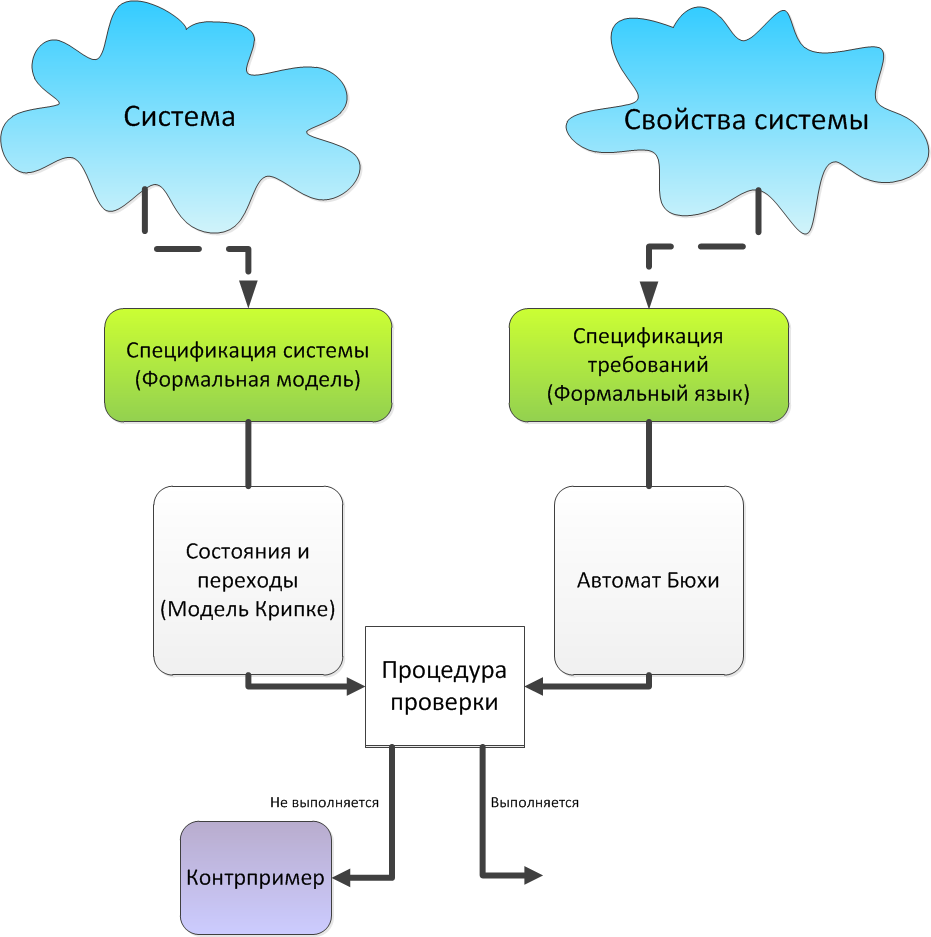 Система
Свойства системы
Спецификация системы
(Формальная модель)
Спецификация
требований
(Формальный язык)
Состояния и
переходы
(Модель Крипке)
Автомат Бюхи
Процедура
проверки
Не выполняется
Выполняется
Контрпример